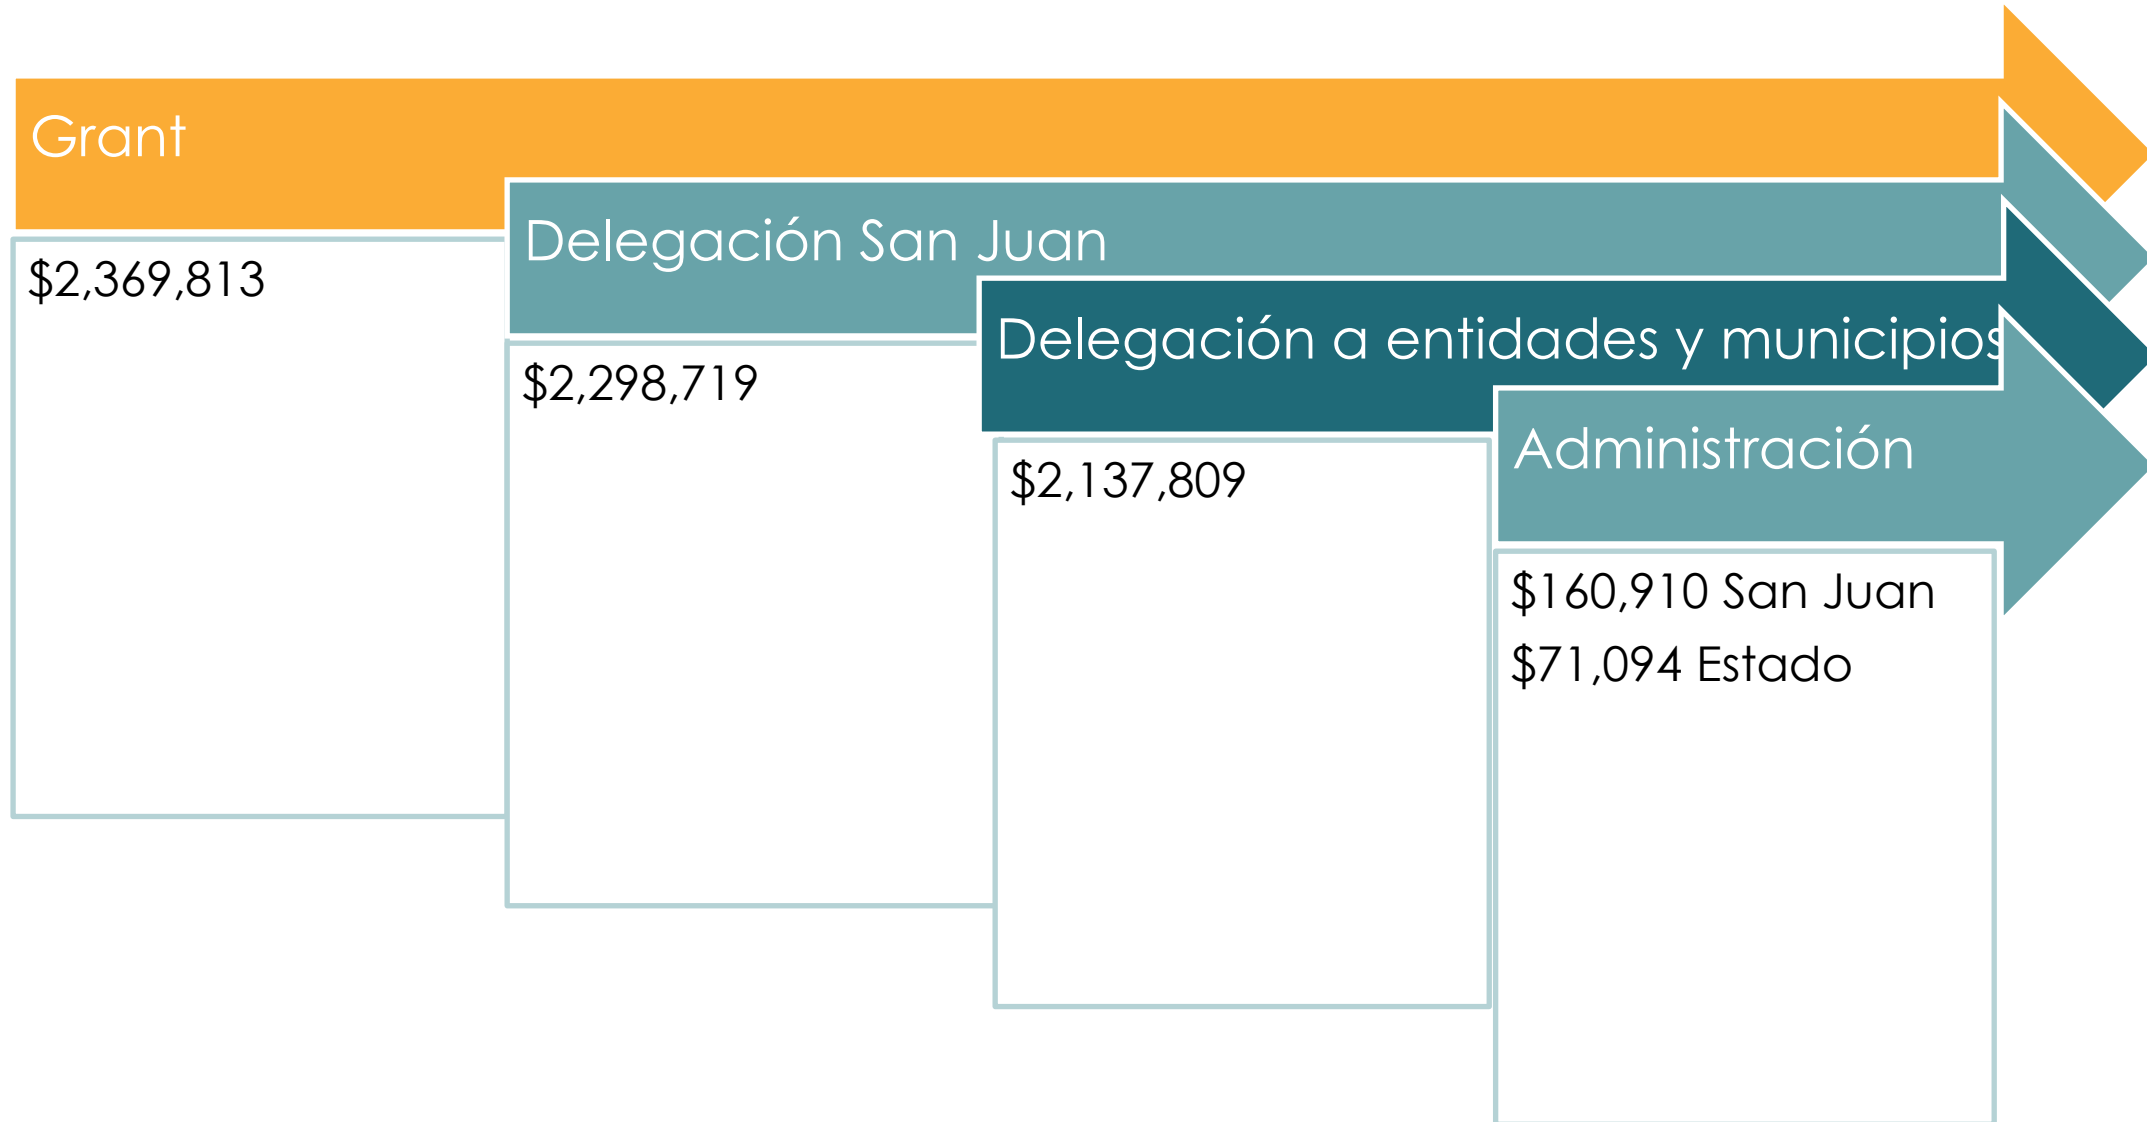 Grant
$2,369,813
Delegación San Juan
$2,298,719
Delegación a entidades y municipios
$2,137,809
Administración
$160,910 San Juan
$71,094 Estado